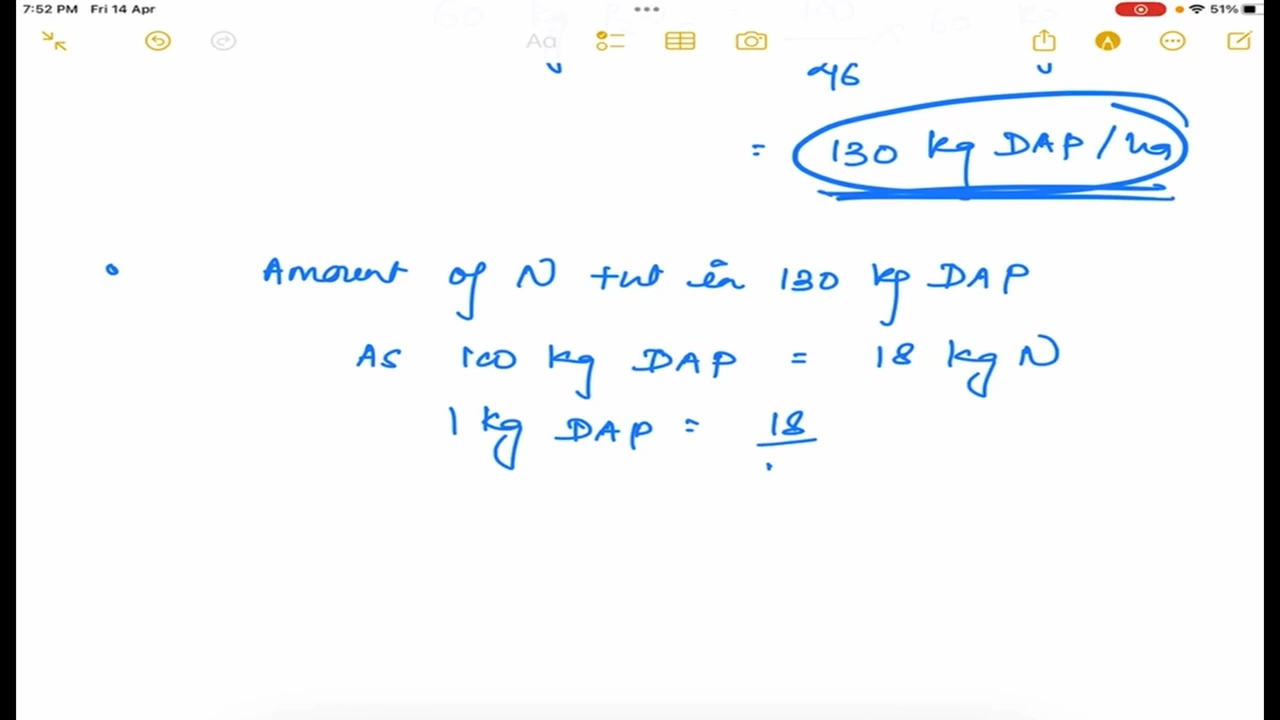 7:52 PM Fri 14 Apr
51%
Aa
46
= 130 kg DAP/ha
Amount of N in 130 kg DAP
As 100 kg DAP = 18 kg N
1 kg DAP = 18